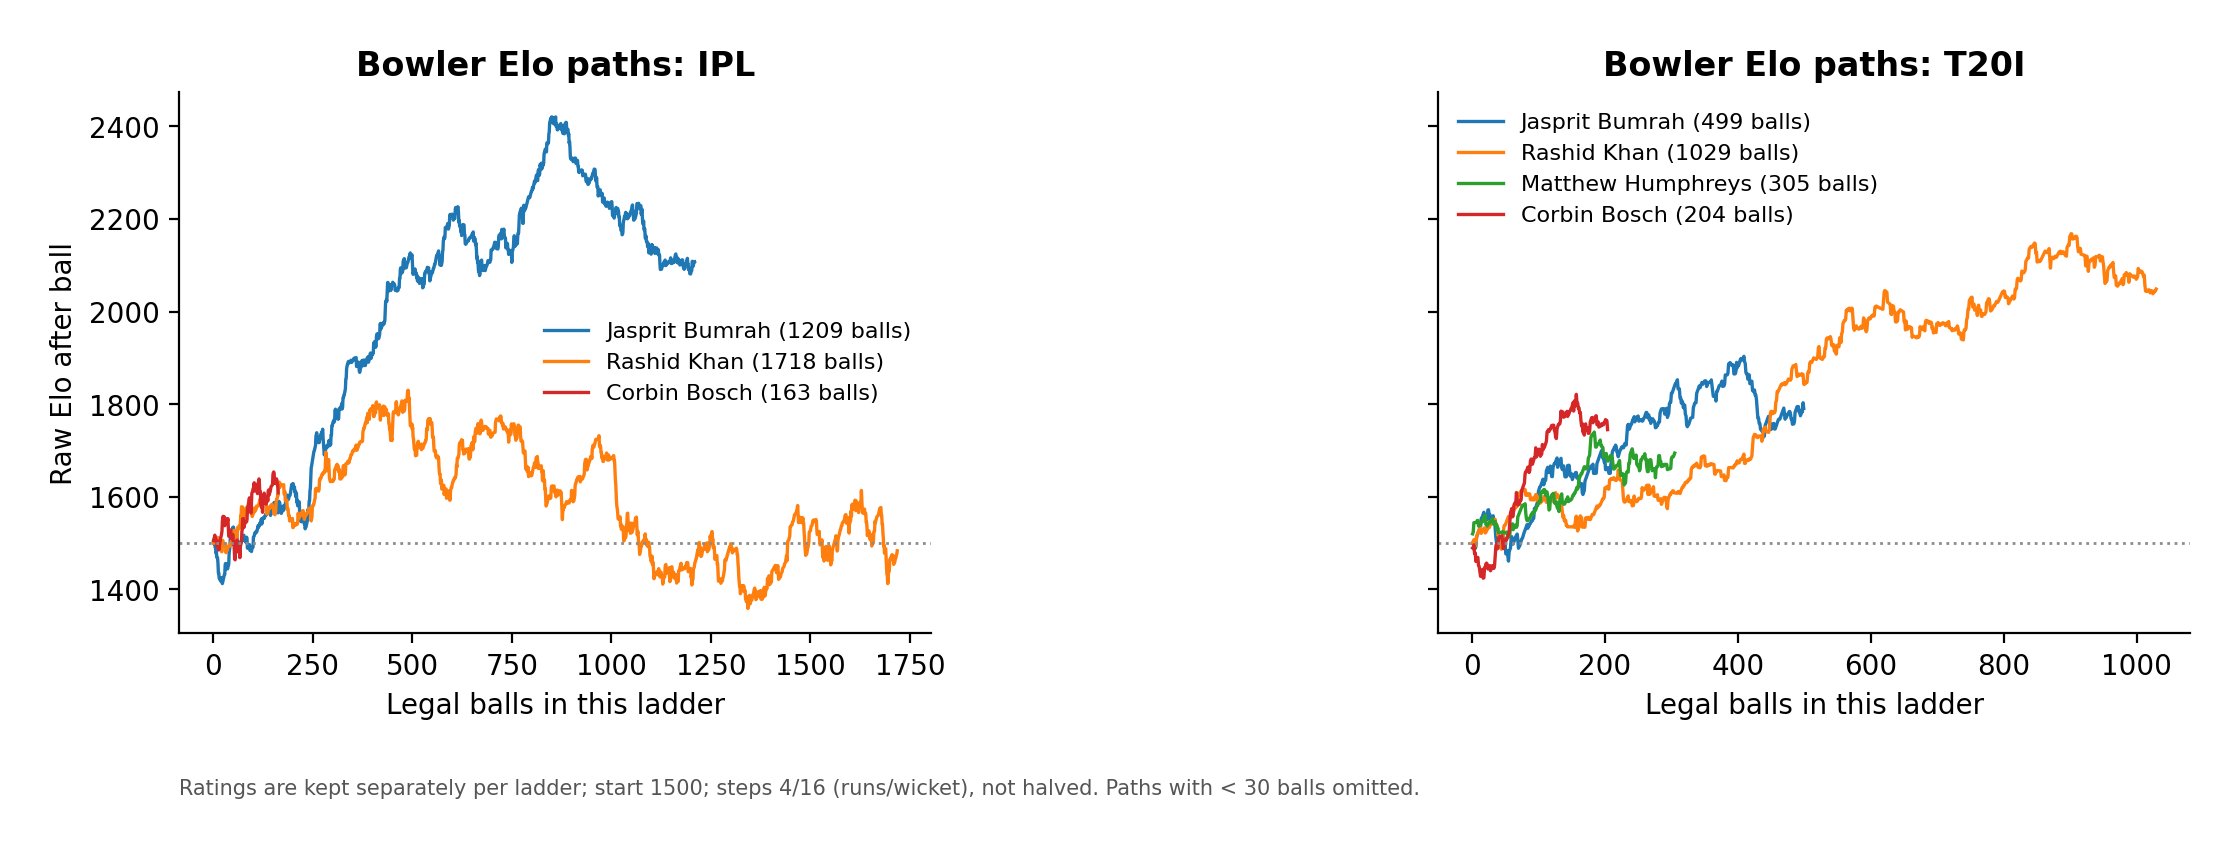 Bowler Elo paths: IPL
Raw Elo after ball
2400
2200
2000
1800
1600
1400
Jasprit Bumrah (1209 balls)
Rashid Khan (1718 balls)
Corbin Bosch (163 balls)
0 250 500 750 1000 1250 1500 1750
Legal balls in this ladder
Bowler Elo paths: T20I
Jasprit Bumrah (499 balls)
Rashid Khan (1029 balls)
Matthew Humphreys (305 balls)
Corbin Bosch (204 balls)
0 200 400 600 800 1000
Legal balls in this ladder
Ratings are kept separately per ladder; start 1500; steps 4/16 (runs/wicket), not halved. Paths with < 30 balls omitted.